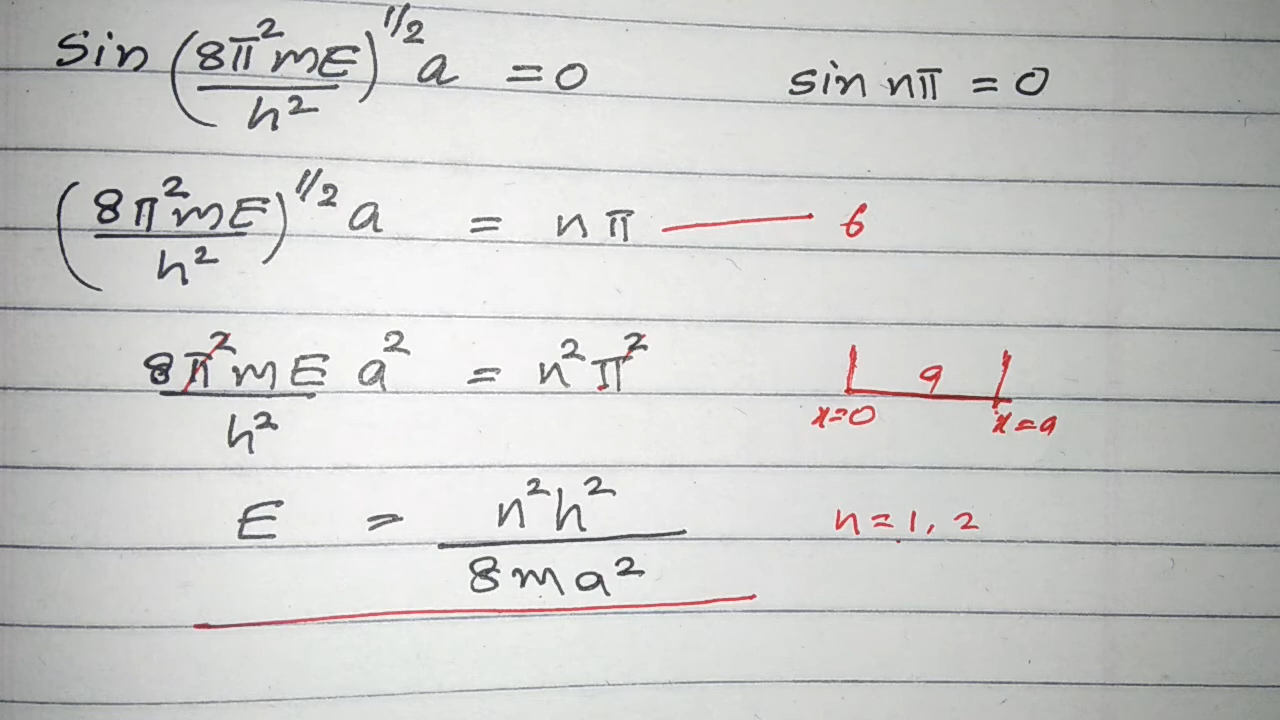 Sin (8π²mE/h²)^1/2 a = 0 sin nπ = 0
(8π²mE/h²)^1/2 a = nπ — 6
8π²mE/h² a² = n²π²
a
x=0 x=a
E = n²h²/8ma² n=1, 2